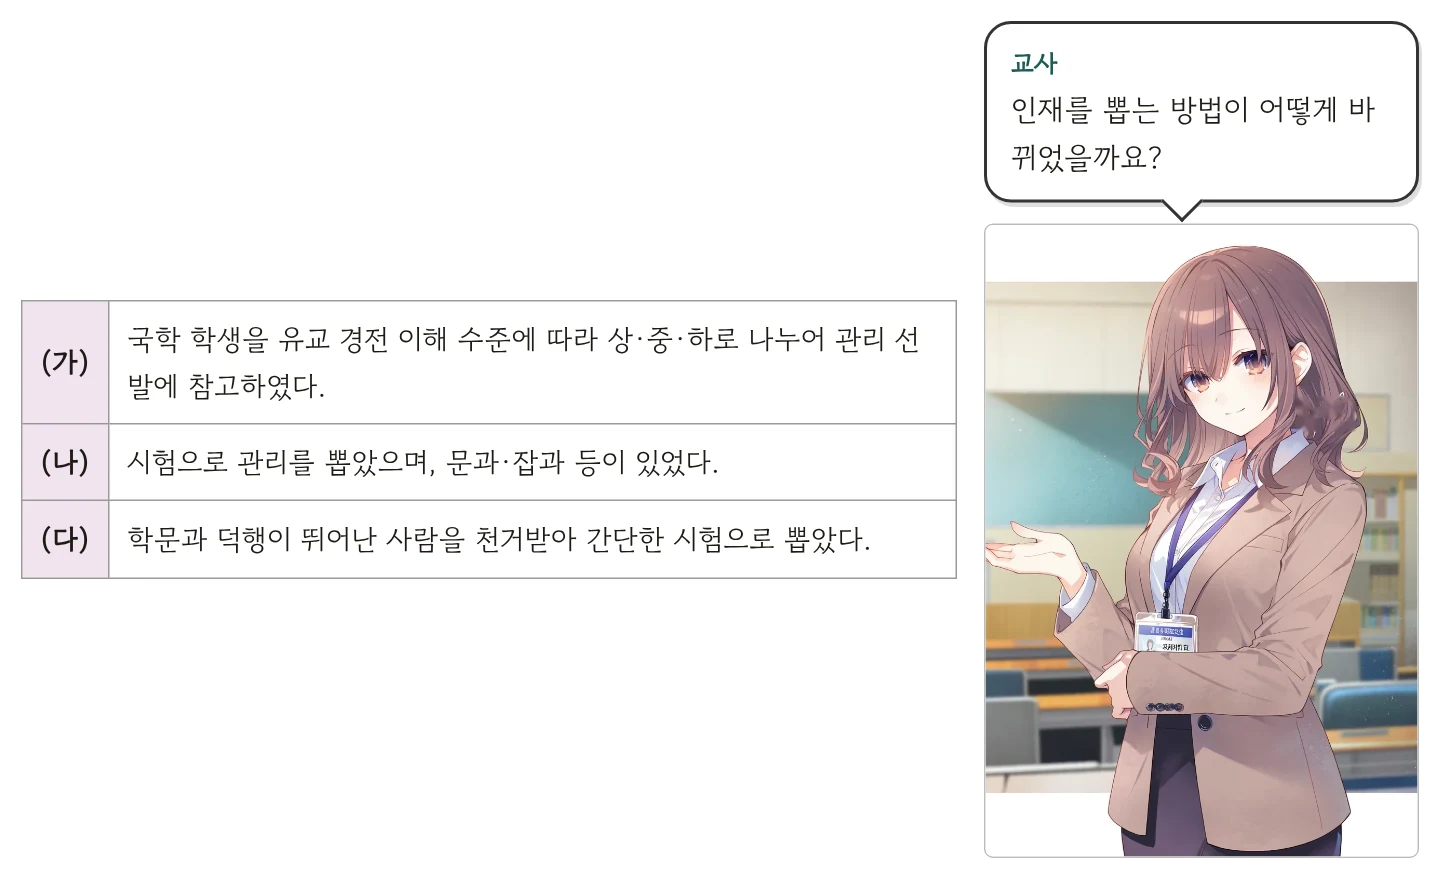 교사
인재를 뽑는 방법이 어떻게 바
뀌었을까요?
(가)
국학 학생을 유교 경전 이해 수준에 따라 상·중·하로 나누어 관리 선
발에 참고하였다.
(나)
시험으로 관리를 뽑았으며, 문과·잡과 등이 있었다.
(다)
학문과 덕행이 뛰어난 사람을 천거받아 간단한 시험으로 뽑았다.